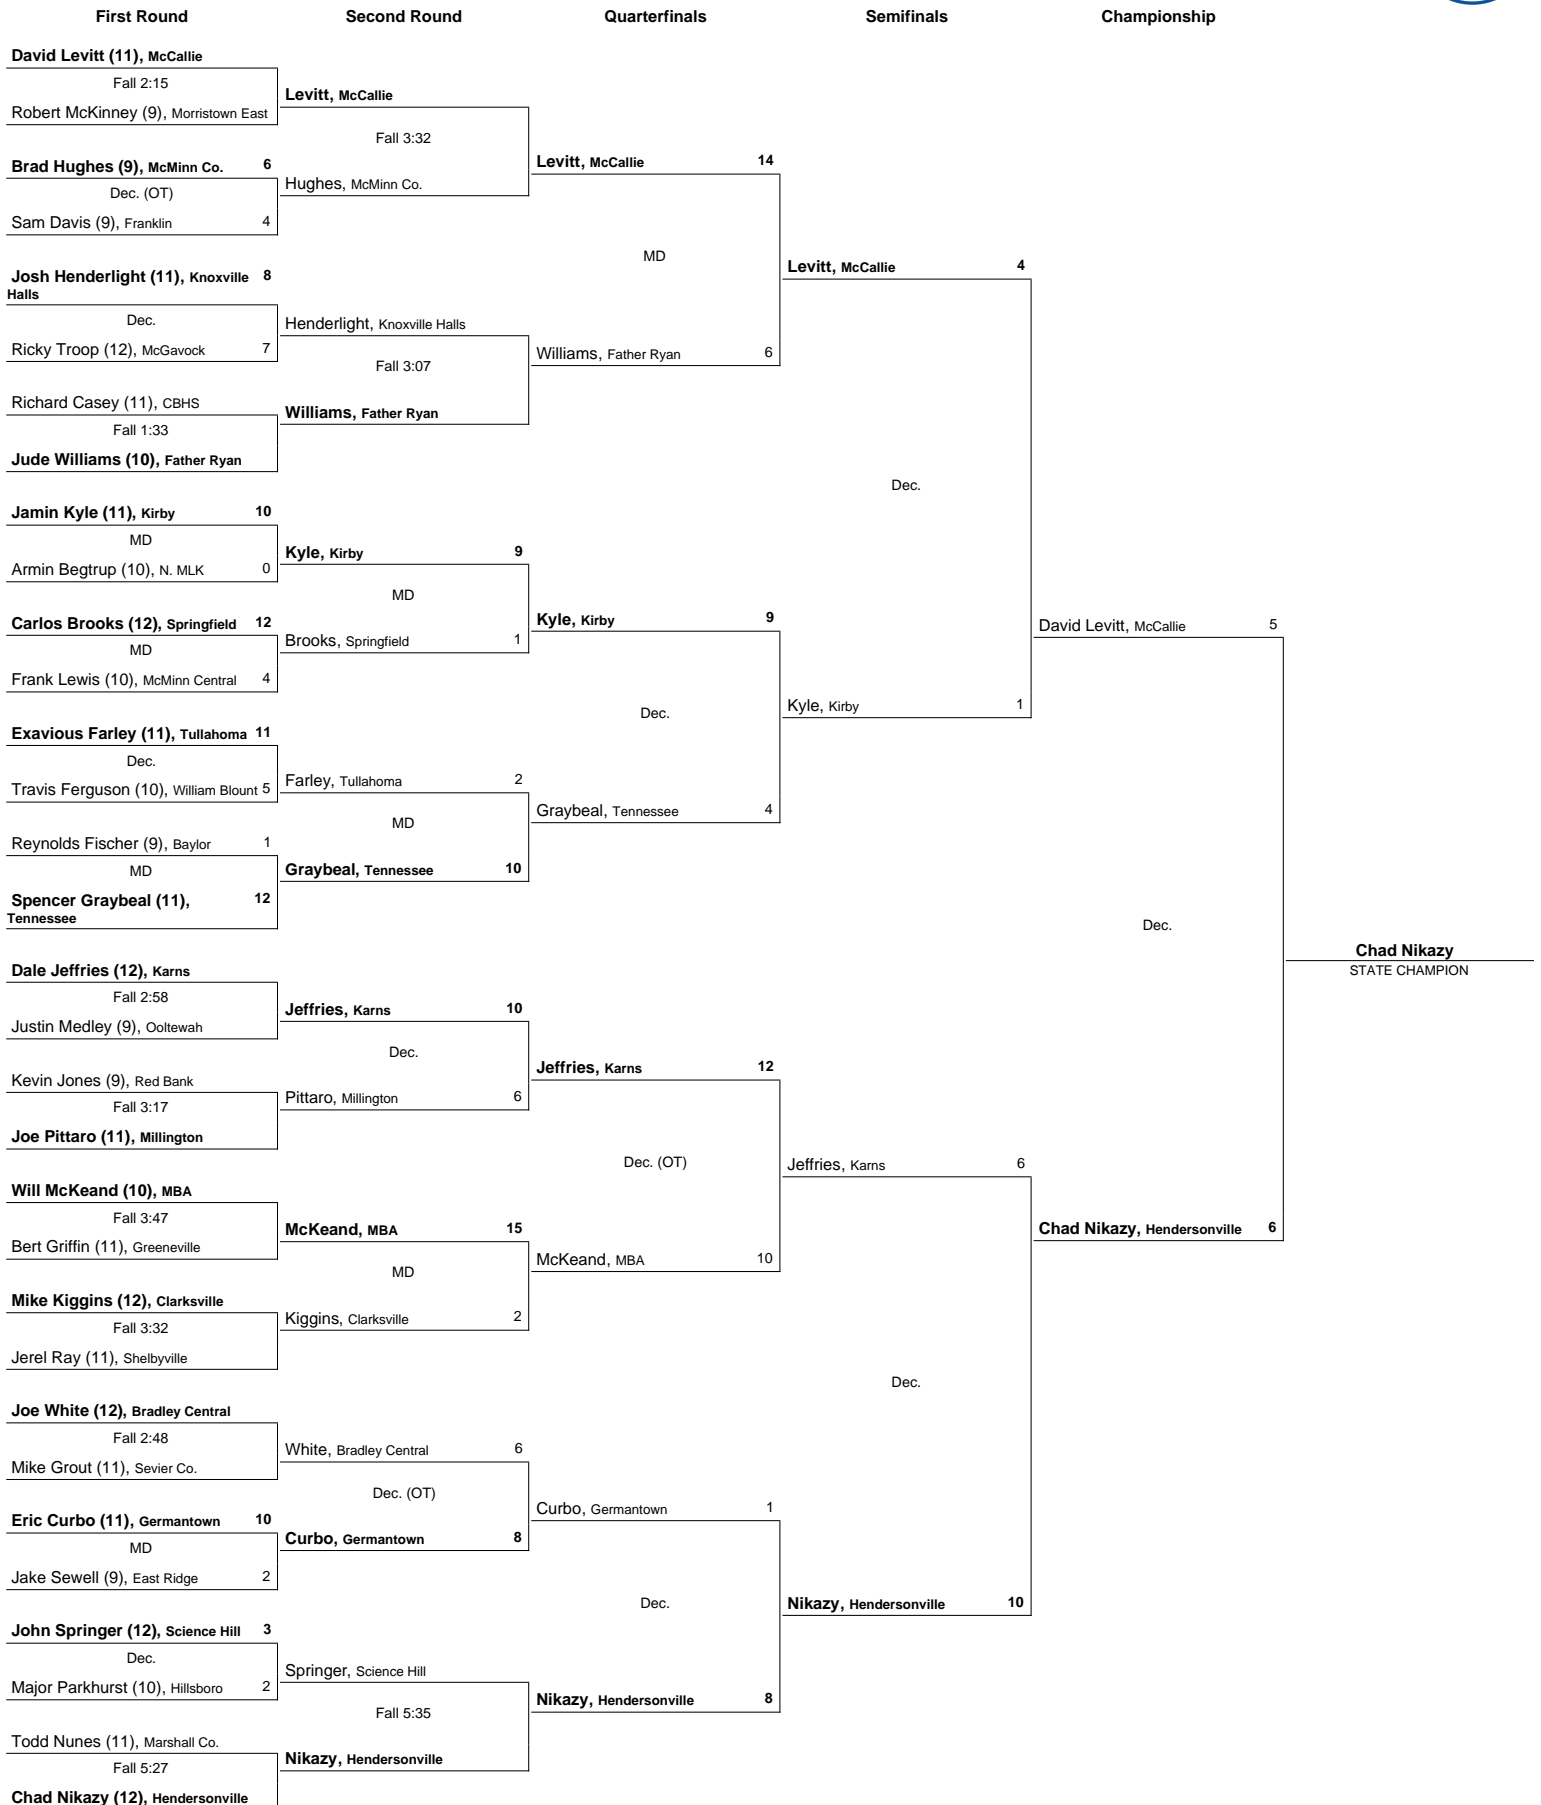 First Round Second Round Quarterfinals Semifinals Championship
David Levitt (11), McCallie
Fall 2:15
Robert McKinney (9), Morristown East
Brad Hughes (9), McMinn Co. 6
Dec. (OT)
Sam Davis (9), Franklin 4
Josh Henderlight (11), Knoxville 8
Halls
Dec.
Ricky Troop (12), McGavock 7
Richard Casey (11), CBHS
Fall 1:33
Jude Williams (10), Father Ryan
Jamin Kyle (11), Kirby 10
MD
Armin Begtrup (10), N. MLK 0
Carlos Brooks (12), Springfield 12
MD
Frank Lewis (10), McMinn Central 4
Exavious Farley (11), Tullahoma 11
Dec.
Travis Ferguson (10), William Blount 5
Reynolds Fischer (9), Baylor 1
MD
Spencer Graybeal (11), 12
Tennessee
Dale Jeffries (12), Karns
Fall 2:58
Justin Medley (9), Ooltewah
Kevin Jones (9), Red Bank
Fall 3:17
Joe Pittaro (11), Millington
Will McKeand (10), MBA
Fall 3:47
Bert Griffin (11), Greeneville
Mike Kiggins (12), Clarksville
Fall 3:32
Jerel Ray (11), Shelbyville
Joe White (12), Bradley Central
Fall 2:48
Mike Grout (11), Sevier Co.
Eric Curbo (11), Germantown 10
MD
Jake Sewell (9), East Ridge 2
John Springer (12), Science Hill 3
Dec.
Major Parkhurst (10), Hillsboro 2
Todd Nunes (11), Marshall Co.
Fall 5:27
Chad Nikazy (12), Hendersonville
Levitt, McCallie
Fall 3:32
Hughes, McMinn Co.
Henderlight, Knoxville Halls
Fall 3:07
Williams, Father Ryan
Kyle, Kirby 9
MD
Brooks, Springfield 1
Farley, Tullahoma 2
MD
Graybeal, Tennessee 10
Jeffries, Karns 10
Dec.
Pittaro, Millington 6
McKeand, MBA 15
MD
Kiggins, Clarksville 2
White, Bradley Central 6
Dec. (OT)
Curbo, Germantown 8
Springer, Science Hill
Fall 5:35
Nikazy, Hendersonville
Levitt, McCallie 14
MD
Williams, Father Ryan 6
Kyle, Kirby 9
Dec.
Graybeal, Tennessee 4
Jeffries, Karns 12
Dec. (OT)
McKeand, MBA 10
Curbo, Germantown 1
Dec.
Nikazy, Hendersonville 8
Levitt, McCallie 4
Dec.
Kyle, Kirby 1
Jeffries, Karns 6
Dec.
Nikazy, Hendersonville 10
David Levitt, McCallie 5
Dec.
Chad Nikazy, Hendersonville 6
Chad Nikazy
STATE CHAMPION